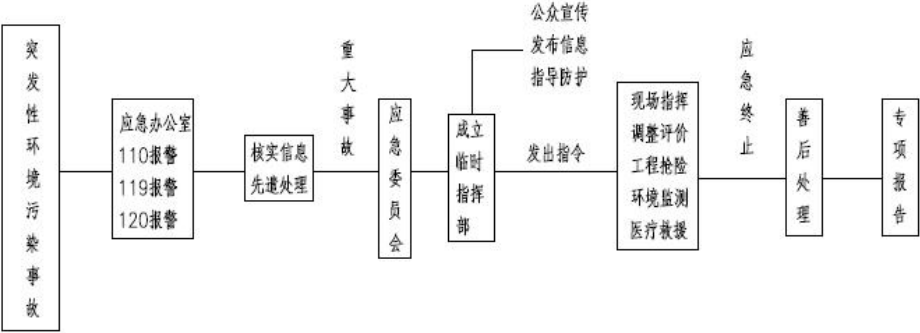 突发性环境污染事故
应急办公室
110报警
119报警
120报警
核实信息
先遣处理
重大事故
应急委员会
成立
临时
指挥
部
公众宣传
发布信息
指导防护
发出指令
现场指挥
调整评价
工程抢险
环境监测
医疗救援
应急终止
善后处理
专项报告